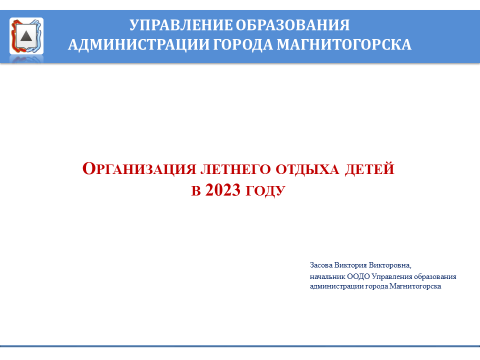 УПРАВЛЕНИЕ ОБРАЗОВАНИЯ
АДМИНИСТРАЦИИ ГОРОДА МАГНИТОГОРСКА
ОРГАНИЗАЦИЯ ЛЕТНЕГО ОТДЫХА ДЕТЕЙ
В 2023 ГОДУ
Засова Виктория Викторовна,
начальник ООДО Управления образования
администрации города Магнитогорска